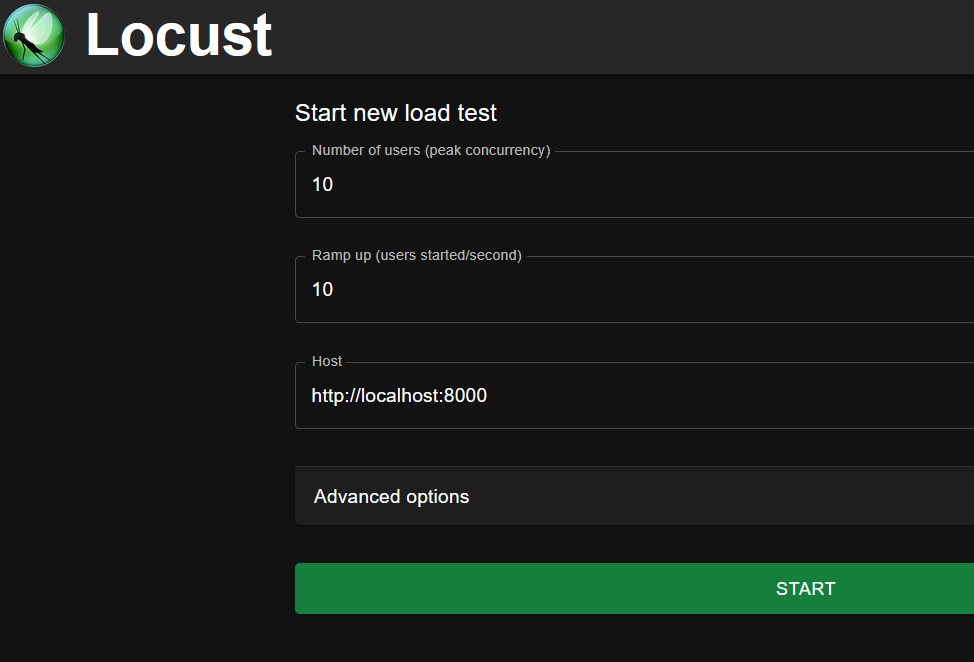 Locust
Start new load test
Number of users (peak concurrency)
10
Ramp up (users started/second)
10
Host
http://localhost:8000
Advanced options
START